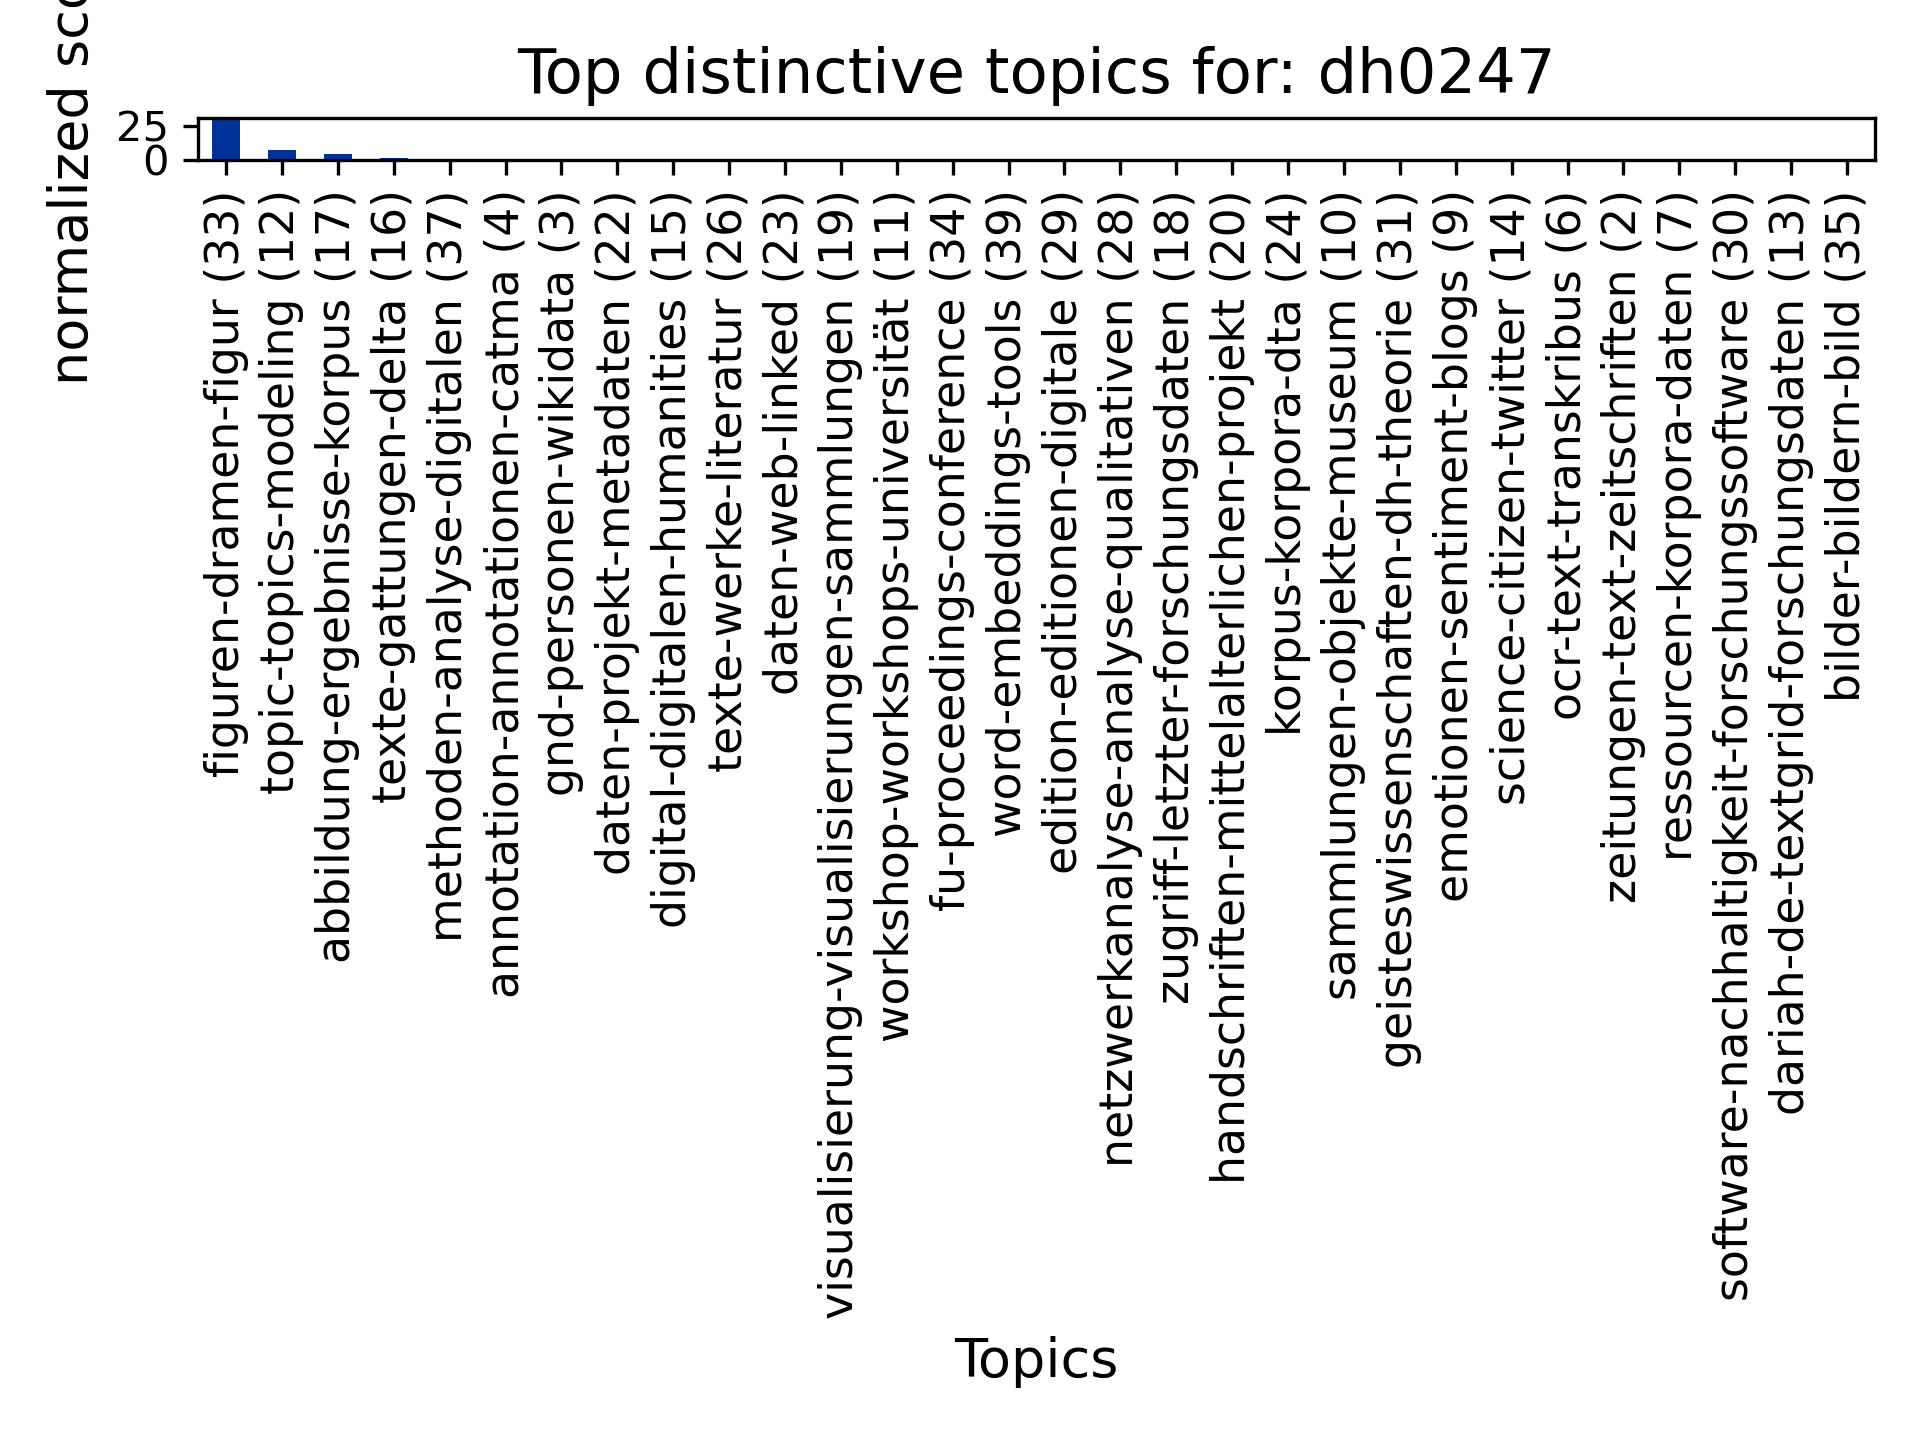 Top distinctive topics for: dh0247
normalized sco
25
0
figuren-dramen-figur (33)
topic-topics-modeling (12)
abbildung-ergebnisse-korpus (17)
texte-gattungen-delta (16)
methoden-analyse-digitalen (37)
annotation-annotationen-catma (4)
gnd-personen-wikidata (3)
daten-projekt-metadaten (22)
digital-digitalen-humanities (15)
texte-werke-literatur (26)
daten-web-linked (23)
visualisierung-visualisierungen-sammlungen (19)
workshop-workshops-universität (11)
fu-proceedings-conference (34)
word-embeddings-tools (39)
edition-editionen-digitale (29)
netzwerkanalyse-analyse-qualitativen (28)
zugriff-letzter-forschungsdaten (18)
handschriften-mittelalterlichen-projekt (20)
korpus-korpora-dta (24)
sammlungen-objekte-museum (10)
geisteswissenschaften-dh-theorie (31)
emotionen-sentiment-blogs (9)
science-citizen-twitter (14)
ocr-text-transkribus (6)
zeitungen-text-zeitschriften (2)
ressourcen-korpora-daten (7)
software-nachhaltigkeit-forschungssoftware (30)
dariah-de-textgrid-forschungsdaten (13)
bilder-bildern-bild (35)
Topics